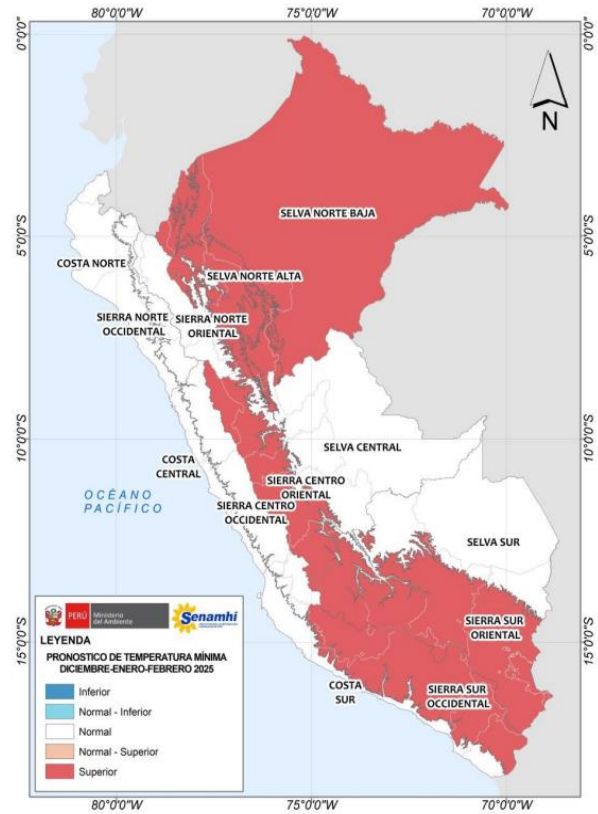 80°0'0"W 75°0'0"W 70°0'0"W
0°0'0"
0°0'0"
N
SELVA NORTE BAJA
5°0'0"S
5°0'0"S
COSTA NORTE
SELVA NORTE ALTA
SIERRA NORTE
OCCIDENTAL
SIERRA NORTE
ORIENTAL
10°0'0"S
10°0'0"S
SELVA CENTRAL
COSTA
CENTRAL
SIERRA CENTRO
ORIENTAL
OCÉANO
PACÍFICO
SIERRA CENTRO
OCCIDENTAL
SELVA SUR
PERÚ
Ministerio
del Ambiente
Senamhi
LEYENDA
PRONOSTICO DE TEMPERATURA MÍNIMA
DICIEMBRE-ENERO-FEBRERO 2025
Inferior
Normal - Inferior
Normal
Normal - Superior
Superior
15°0'0"S
15°0'0"S
SIERRA SUR
ORIENTAL
COSTA
SUR
SIERRA SUR
OCCIDENTAL
80°0'0"W 75°0'0"W 70°0'0"W